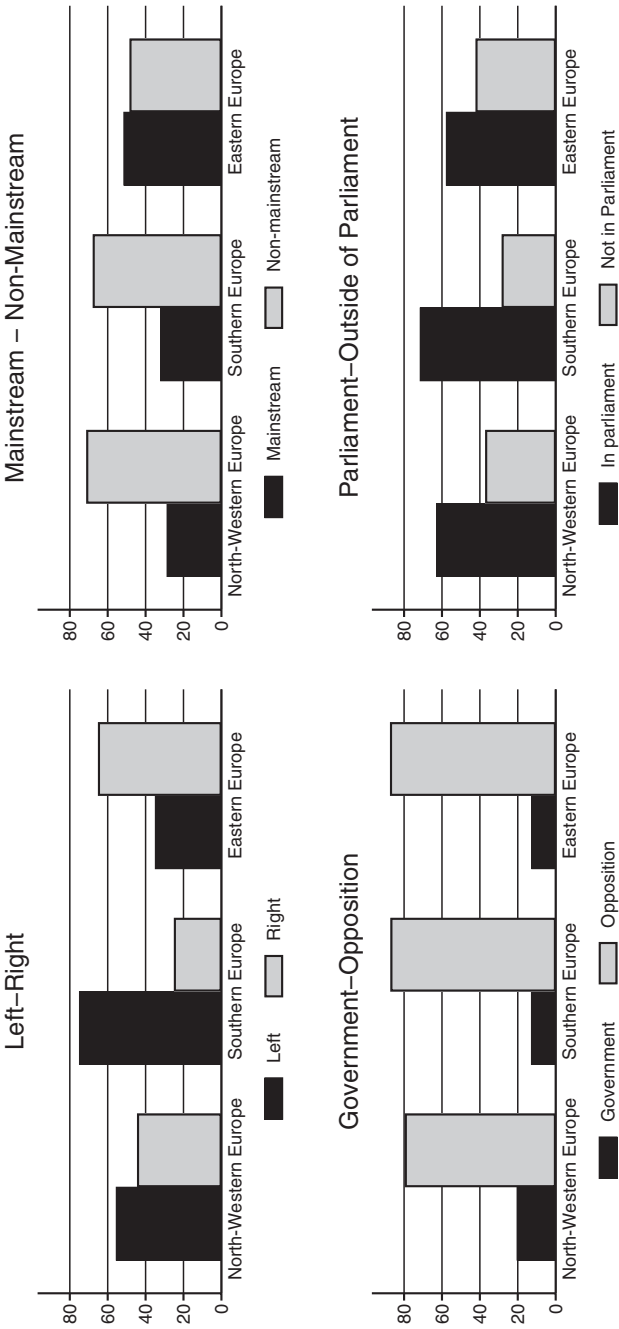 Left–Right
80
60
40
20
0
North-Western Europe Southern Europe Eastern Europe
Left Right
Mainstream – Non-Mainstream
80
60
40
20
0
North-Western Europe Southern Europe Eastern Europe
Mainstream Non-mainstream
Government–Opposition
80
60
40
20
0
North-Western Europe Southern Europe Eastern Europe
Government Opposition
Parliament–Outside of Parliament
80
60
40
20
0
North-Western Europe Southern Europe Eastern Europe
In parliament Not in Parliament